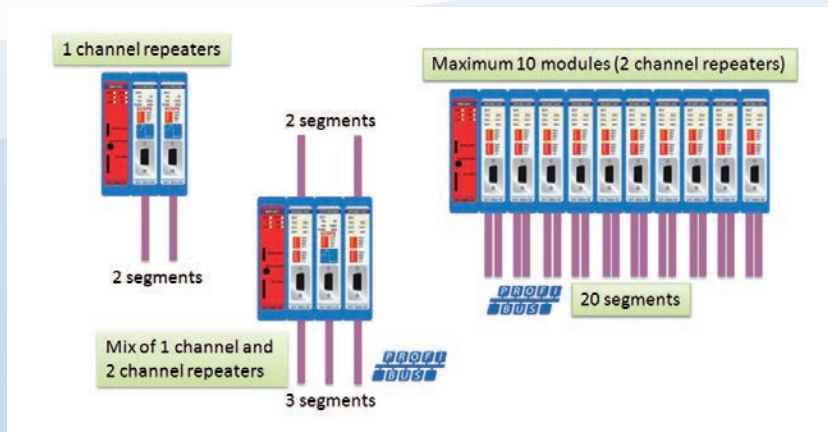 1 channel repeaters
2 segments
2 segments
Mix of 1 channel and
2 channel repeaters
3 segments
PROFI
BUS
Maximum 10 modules (2 channel repeaters)
PROFI
BUS
20 segments